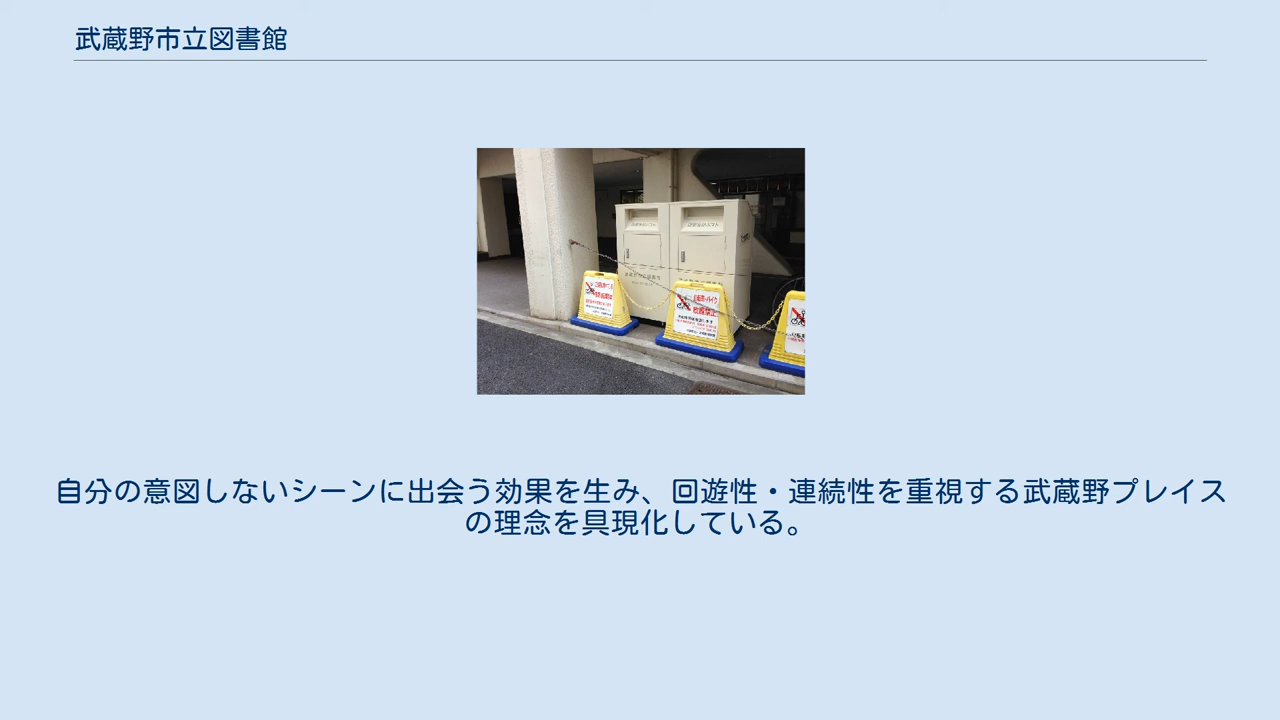 武蔵野市立図書館
自分の意図しないシーンに出会う効果を生み、回遊性・連続性を重視する武蔵野プレイス
の理念を具現化している。